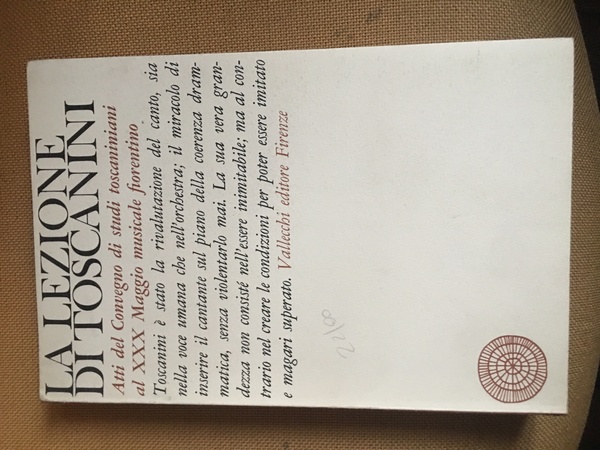 LA LEZIONE
DI TOSCANINI
Atti del Convegno di studi toscaniniani
al XXX Maggio musicale fiorentino
Toscanini è stato la rivalutazione del canto, sia
nella voce umana che nell'orchestra; il miracolo di
inserire il cantante sul piano della coerenza dram-
matica, senza violentarlo mai. La sua vera gran-
dezza non consisté nell'essere inimitabile; ma al con-
trario nel creare le condizioni per poter essere imitato
e magari superato. Vallecchi editore Firenze